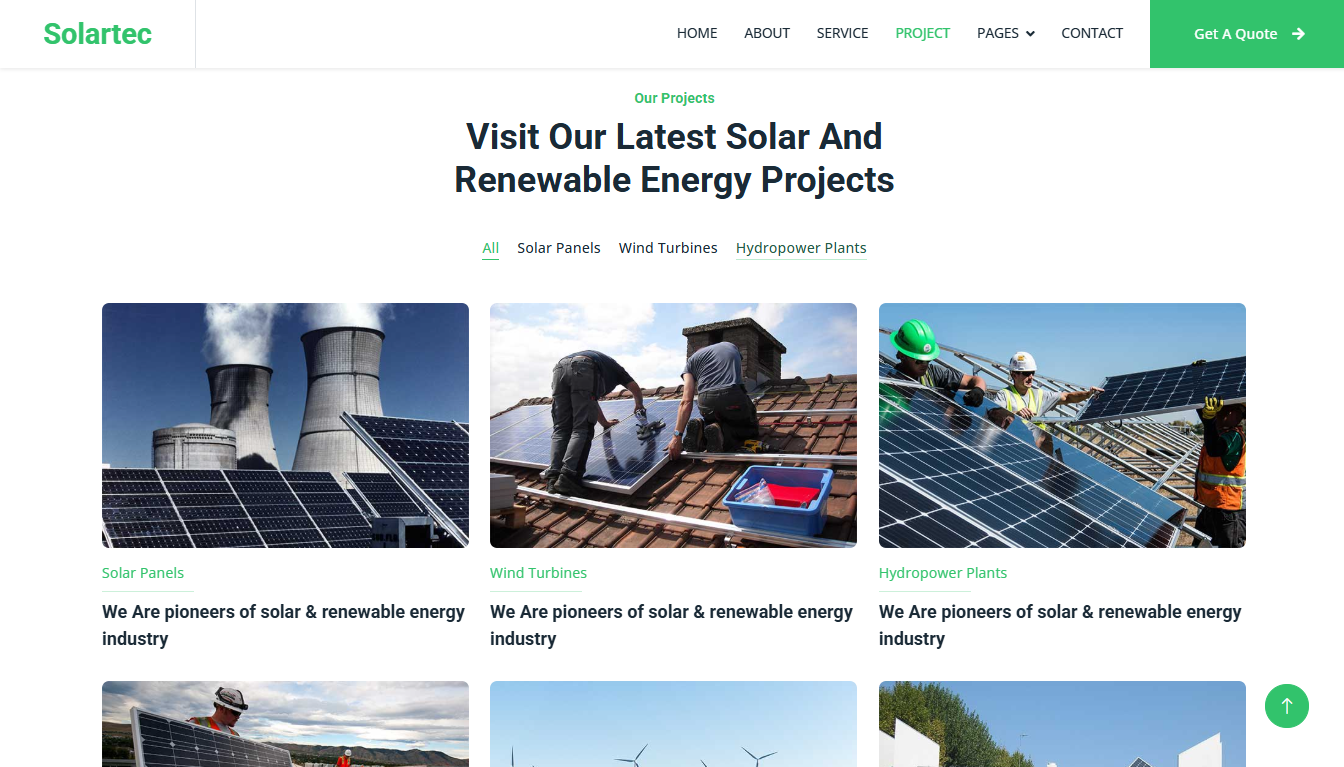 Solartec
HOME ABOUT SERVICE PROJECT PAGES CONTACT
Get A Quote
Our Projects
Visit Our Latest Solar And
Renewable Energy Projects
All Solar Panels Wind Turbines Hydropower Plants
Solar Panels
We Are pioneers of solar & renewable energy
industry
Wind Turbines
We Are pioneers of solar & renewable energy
industry
Hydropower Plants
We Are pioneers of solar & renewable energy
industry